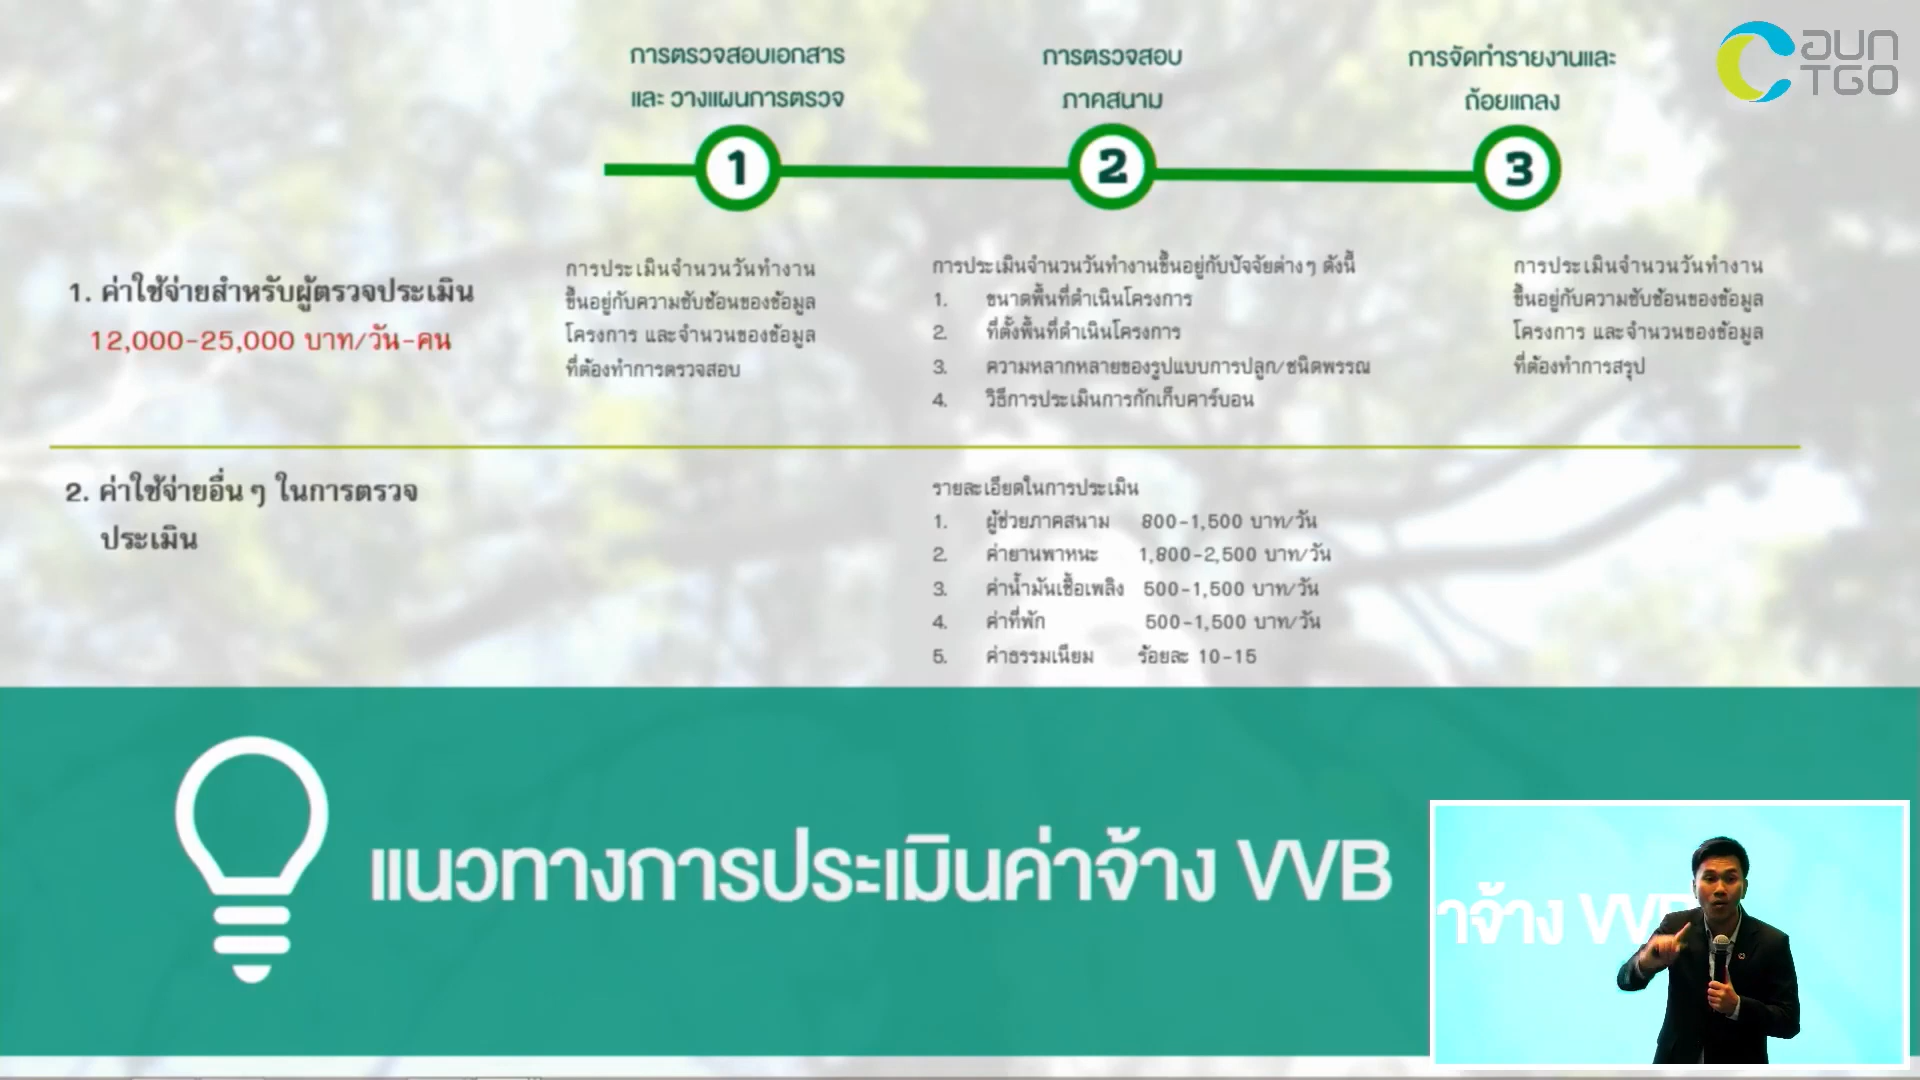 อบก
TGO
การตรวจสอบเอกสาร
และ วางแผนการตรวจ
1
การตรวจสอบ
ภาคสนาม
2
การจัดทำรายงานและ
ถ้อยแถลง
3
1. ค่าใช้จ่ายสำหรับผู้ตรวจประเมิน
12,000-25,000 บาท/วัน-คน
การประเมินจำนวนวันทำงาน
ขึ้นอยู่กับความซับซ้อนของข้อมูล
โครงการ และจำนวนของข้อมูล
ที่ต้องทำการตรวจสอบ
การประเมินจำนวนวันทำงานขึ้นอยู่กับปัจจัยต่างๆ ดังนี้
1. ขนาดพื้นที่ดำเนินโครงการ
2. ที่ตั้งพื้นที่ดำเนินโครงการ
3. ความหลากหลายของรูปแบบการปลูก/ชนิดพรรณ
4. วิธีการประเมินการกักเก็บคาร์บอน
การประเมินจำนวนวันทำงาน
ขึ้นอยู่กับความซับซ้อนของข้อมูล
โครงการ และจำนวนของข้อมูล
ที่ต้องทำการสรุป
2. ค่าใช้จ่ายอื่น ๆ ในการตรวจ
ประเมิน
รายละเอียดในการประเมิน
1. ผู้ช่วยภาคสนาม 800-1,500 บาท/วัน
2. ค่ายานพาหนะ 1,800-2,500 บาท/วัน
3. ค่าน้ำมันเชื้อเพลิง 500-1,500 บาท/วัน
4. ค่าที่พัก 500-1,500 บาท/วัน
5. ค่าธรรมเนียม ร้อยละ 10-15
แนวทางการประเมินค่าจ้าง VVB
าจ้าง VVB